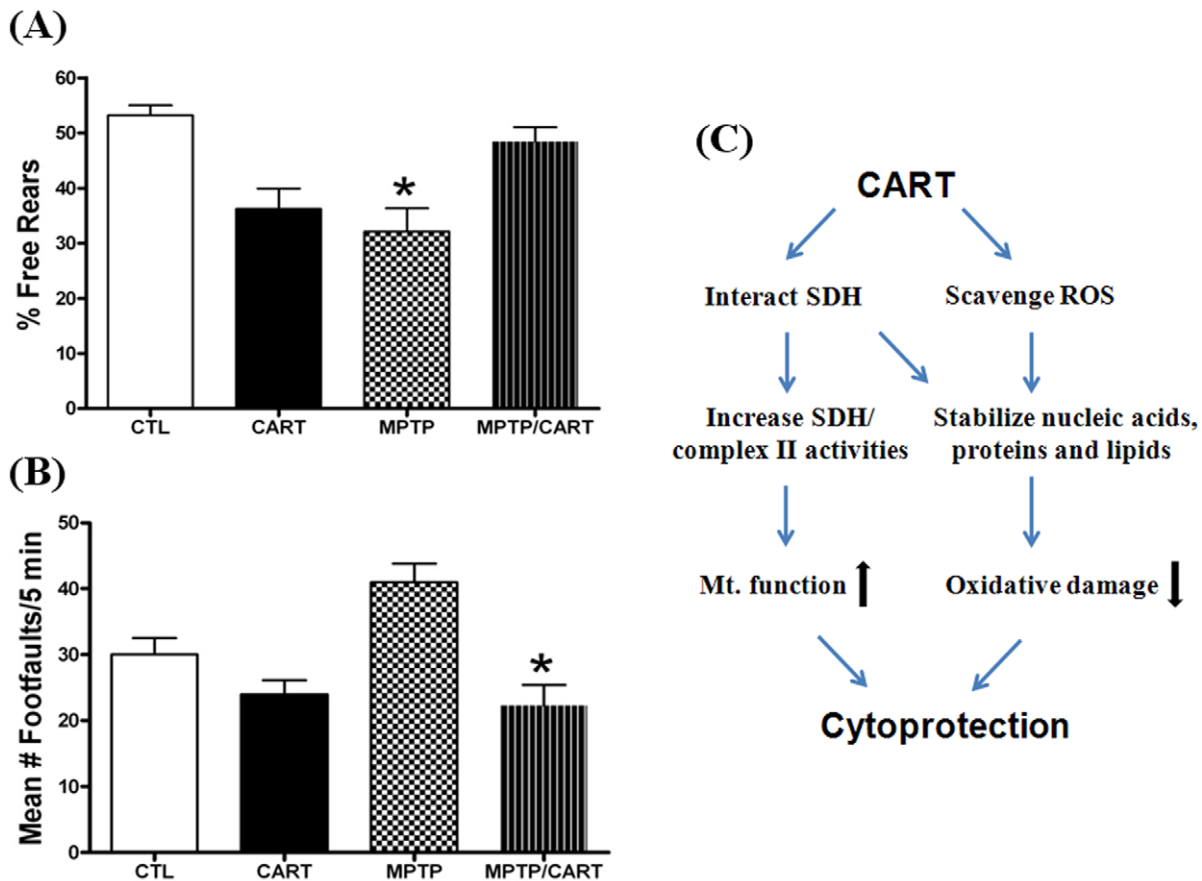 (A)
% Free Rears
60
50
40
30
20
10
0
*
CTL
CART
MPTP
MPTP/CART
(B)
Mean # Footfaults/5 min
50
40
30
20
10
0
*
CTL
CART
MPTP
MPTP/CART
(C)
CART
Interact SDH
Scavenge ROS
Increase SDH/
complex II activities
Stabilize nucleic acids,
proteins and lipids
Mt. function
Oxidative damage
Cytoprotection